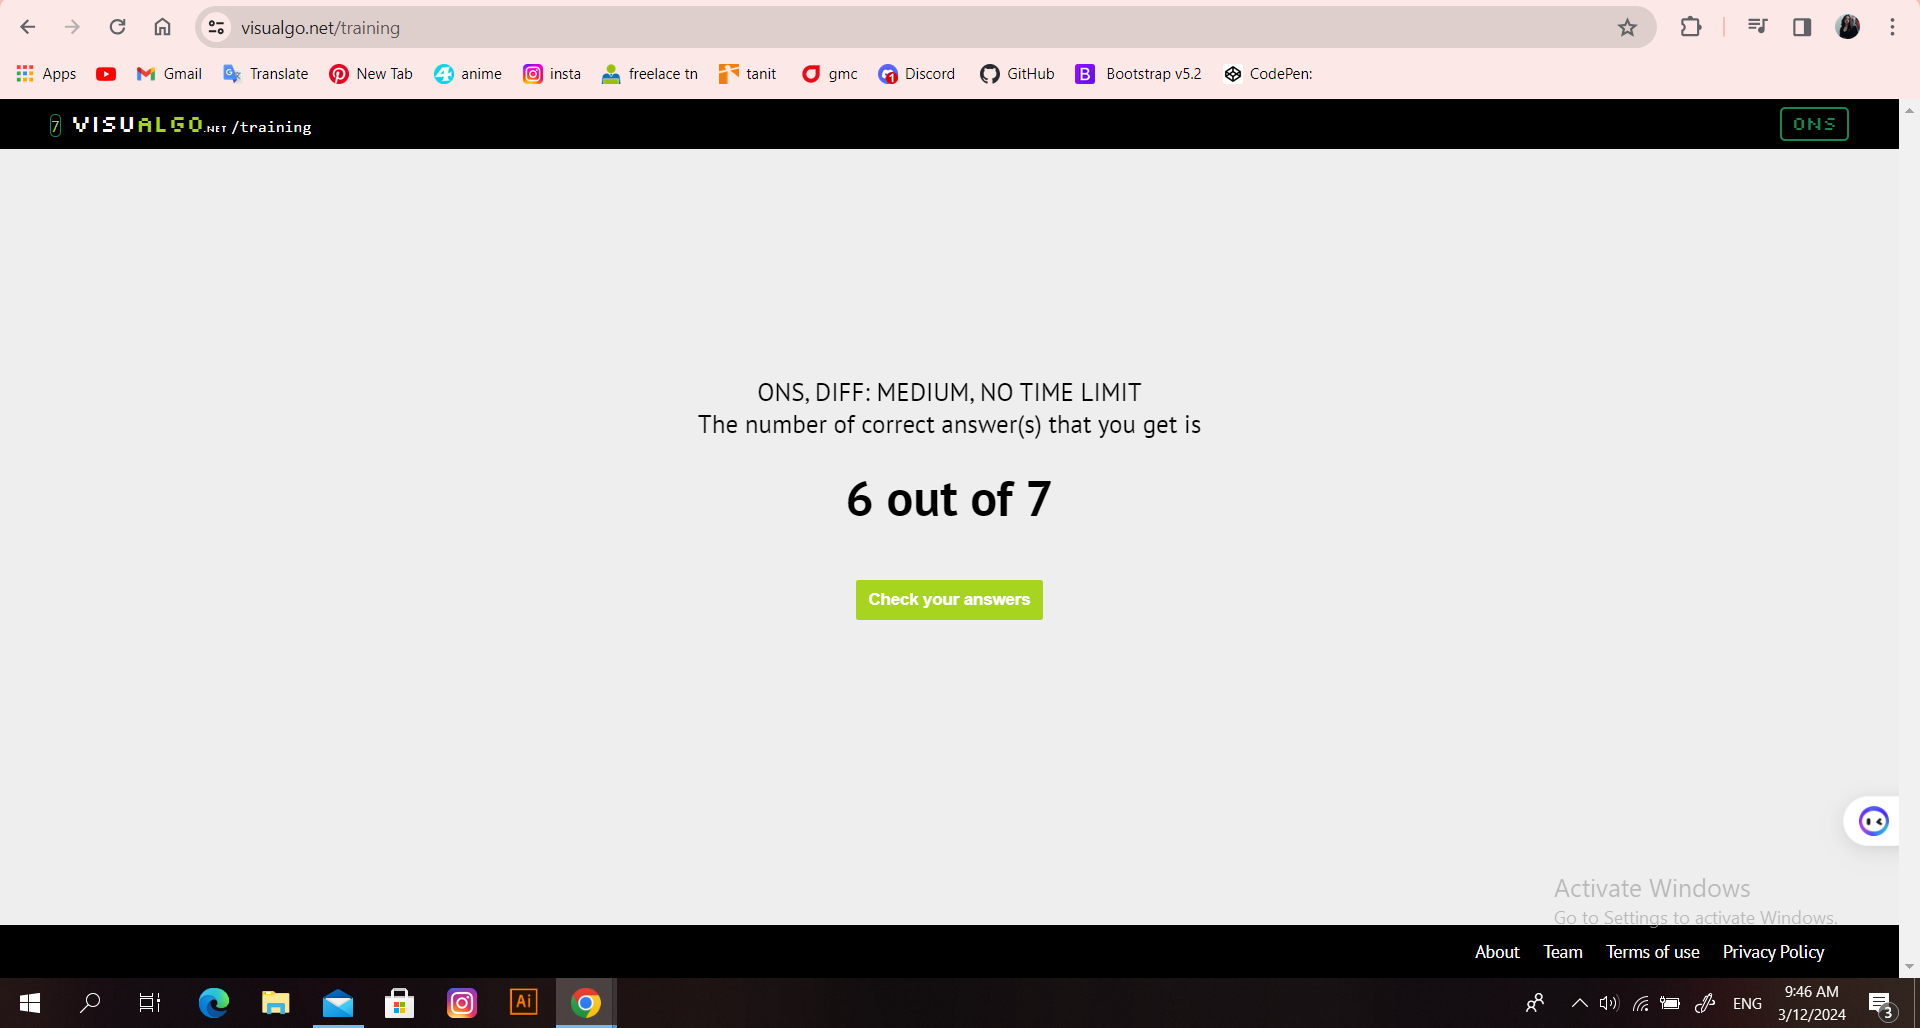 visualgo.net/training
Apps
Gmail
Translate
New Tab
anime
insta
freelace tn
tanit
gmc
1
Discord
GitHub
B
Bootstrap v5.2
CodePen:
7
VISUALGO.NET /training
ONS
ONS, DIFF: MEDIUM, NO TIME LIMIT
The number of correct answer(s) that you get is
6 out of 7
Check your answers
Activate Windows
Go to Settings to activate Windows.
About
Team
Terms of use
Privacy Policy
Ai
ENG
9:46 AM
3/12/2024
3